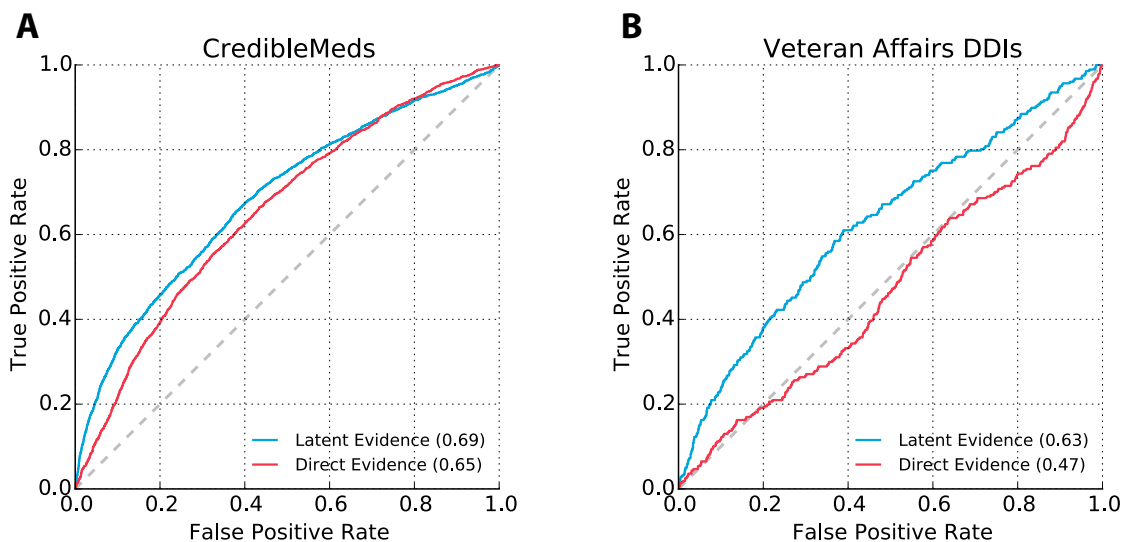 A
CredibleMeds
True Positive Rate
1.0
0.8
0.6
0.4
0.2
0.0
Latent Evidence (0.69)
Direct Evidence (0.65)
0.0 0.2 0.4 0.6 0.8 1.0
False Positive Rate
B
Veteran Affairs DDIs
True Positive Rate
1.0
0.8
0.6
0.4
0.2
0.0
Latent Evidence (0.63)
Direct Evidence (0.47)
0.0 0.2 0.4 0.6 0.8 1.0
False Positive Rate